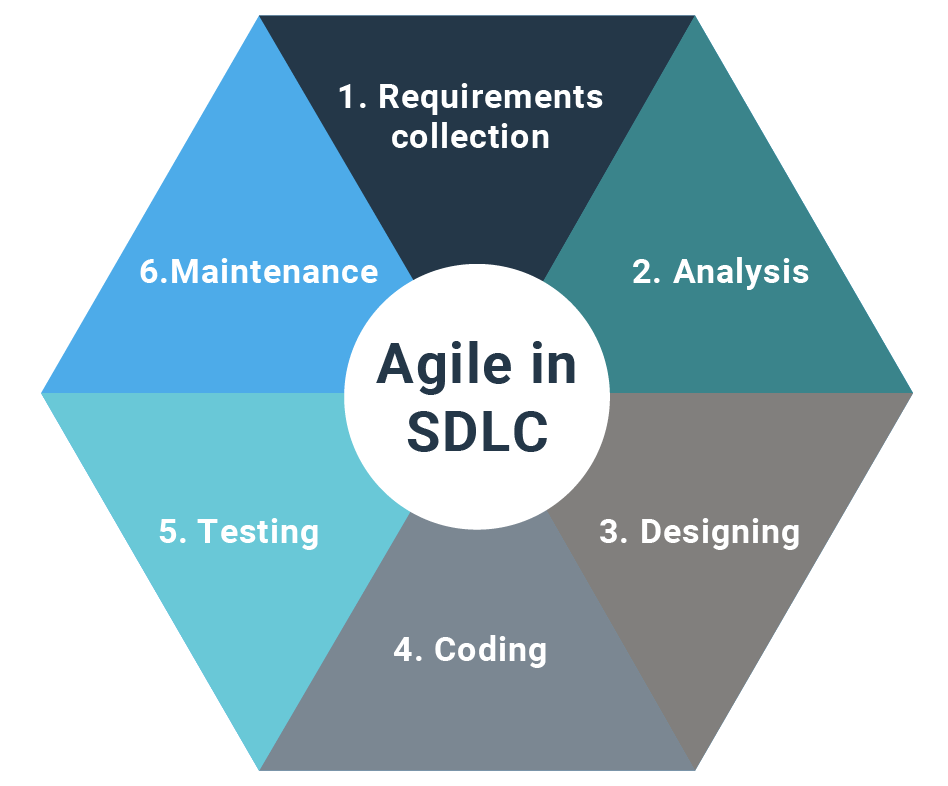 1. Requirements
collection
2. Analysis
3. Designing
4. Coding
5. Testing
6.Maintenance
Agile in
SDLC